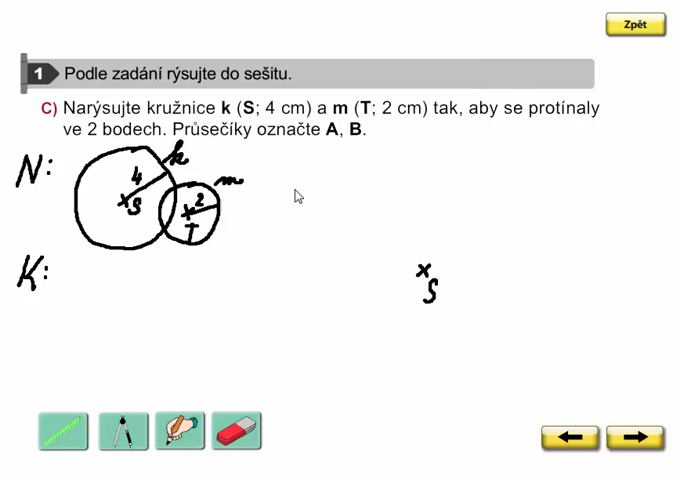 Zpět
1 Podle zadání rýsujte do sešitu.
C) Narýsujte kružnice k (S; 4 cm) a m (T; 2 cm) tak, aby se protínaly
ve 2 bodech. Průsečíky označte A, B.
N:
k
4
S
m
2
T
K:
S